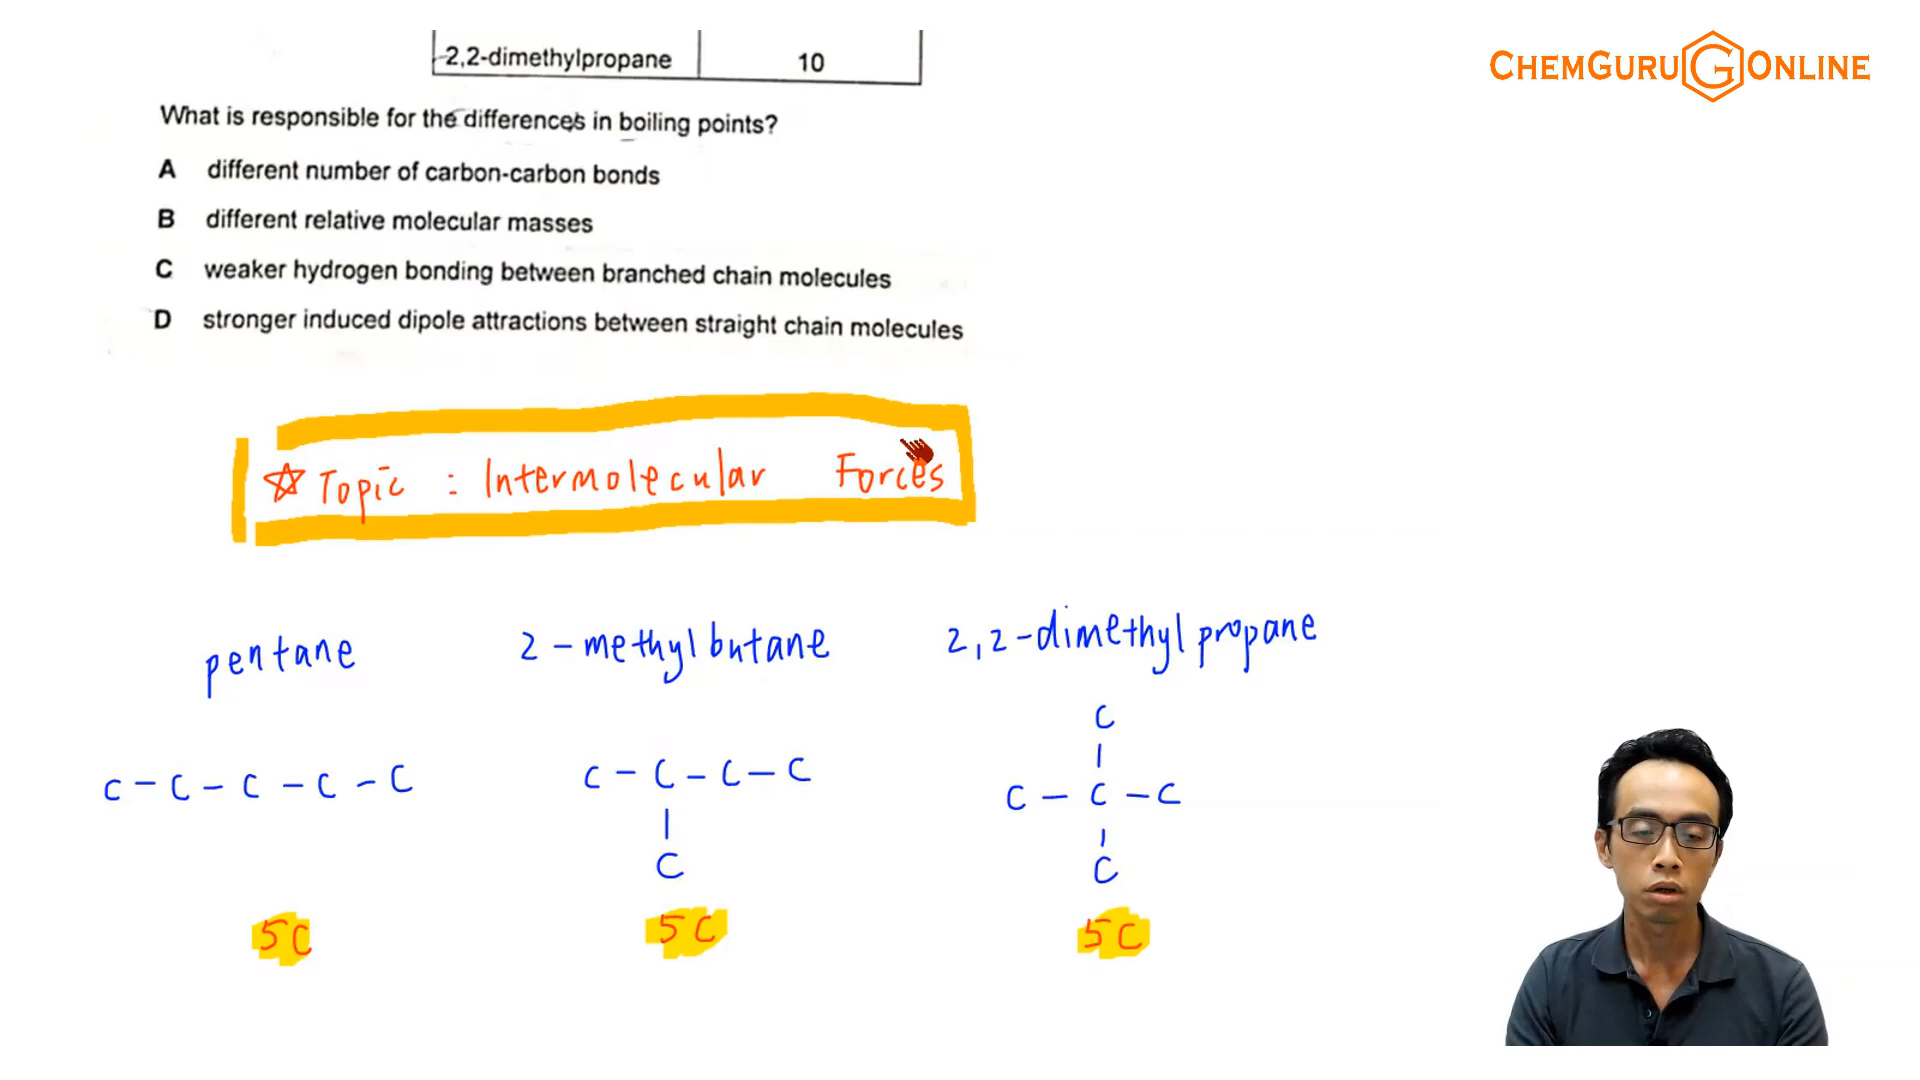 2,2-dimethylpropane 10
CHEMGURU G ONLINE
What is responsible for the differences in boiling points?
A different number of carbon-carbon bonds
B different relative molecular masses
C weaker hydrogen bonding between branched chain molecules
D stronger induced dipole attractions between straight chain molecules
☆ Topic : Intermolecular Forces
pentane 2-methylbutane 2,2-dimethylpropane
C
|
C – C – C – C – C C – C – C – C C – C – C
| |
C C
5C 5C 5C